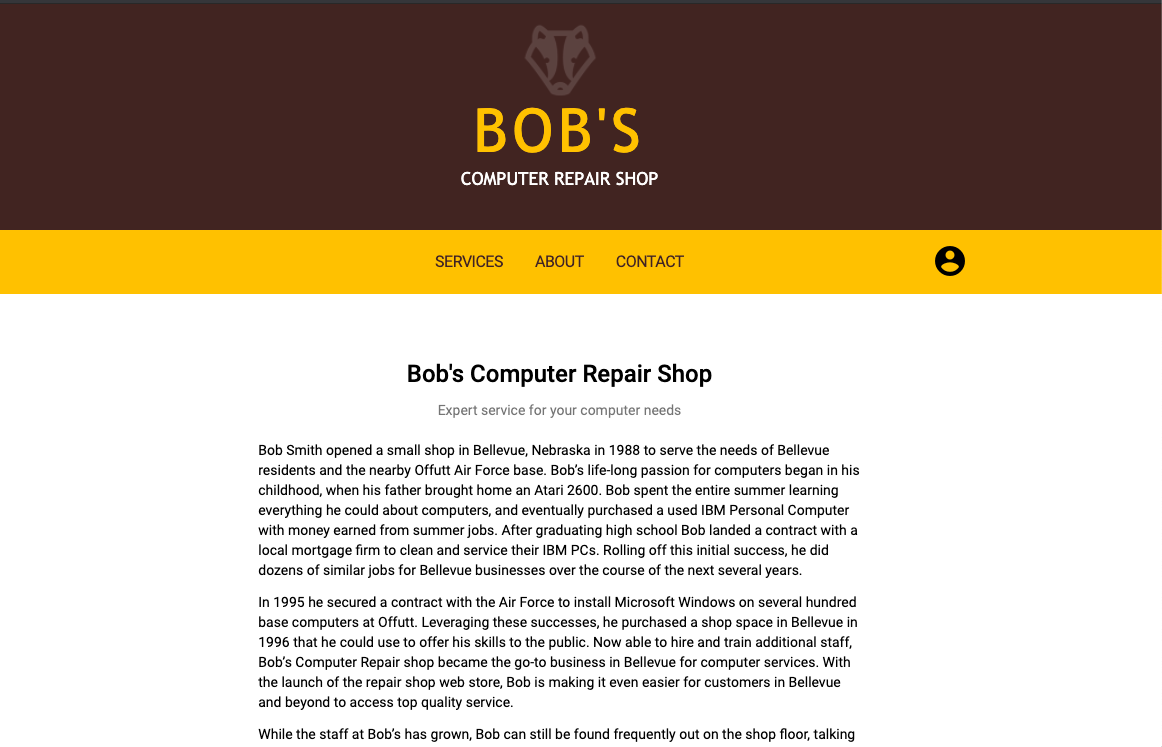 BOB'S
COMPUTER REPAIR SHOP
SERVICES ABOUT CONTACT
Bob's Computer Repair Shop
Expert service for your computer needs
Bob Smith opened a small shop in Bellevue, Nebraska in 1988 to serve the needs of Bellevue
residents and the nearby Offutt Air Force base. Bob’s life-long passion for computers began in his
childhood, when his father brought home an Atari 2600. Bob spent the entire summer learning
everything he could about computers, and eventually purchased a used IBM Personal Computer
with money earned from summer jobs. After graduating high school Bob landed a contract with a
local mortgage firm to clean and service their IBM PCs. Rolling off this initial success, he did
dozens of similar jobs for Bellevue businesses over the course of the next several years.
In 1995 he secured a contract with the Air Force to install Microsoft Windows on several hundred
base computers at Offutt. Leveraging these successes, he purchased a shop space in Bellevue in
1996 that he could use to offer his skills to the public. Now able to hire and train additional staff,
Bob’s Computer Repair shop became the go-to business in Bellevue for computer services. With
the launch of the repair shop web store, Bob is making it even easier for customers in Bellevue
and beyond to access top quality service.
While the staff at Bob’s has grown, Bob can still be found frequently out on the shop floor, talking